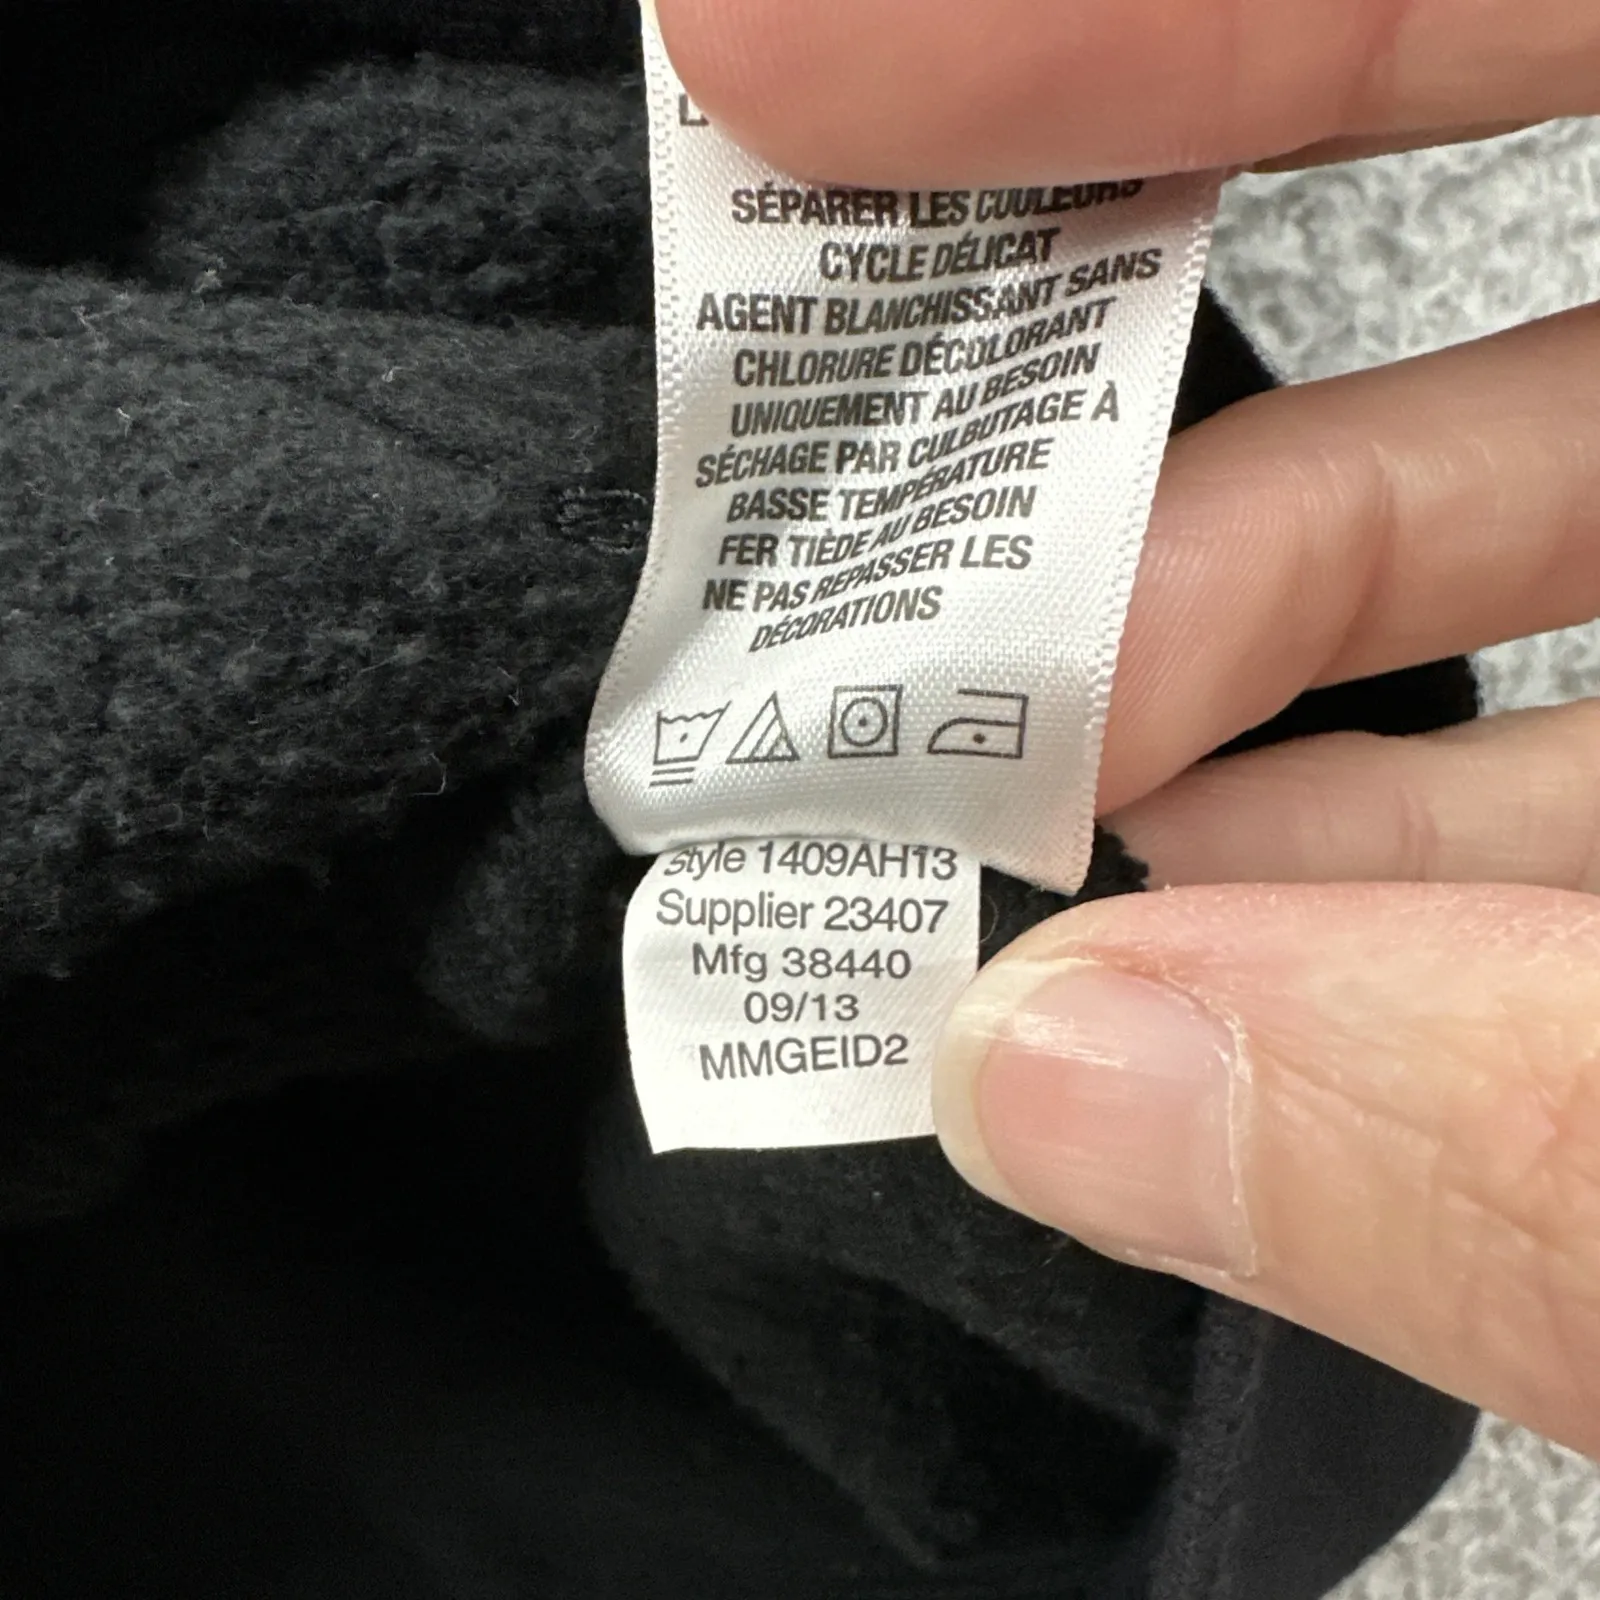 SÉPARER LES COULEURS
CYCLE DÉLICAT
AGENT BLANCHISSANT SANS
CHLORURE DÉCOLORANT
UNIQUEMENT AU BESOIN
SÉCHAGE PAR CULBUTAGE À
BASSE TEMPÉRATURE
FER TIÈDE AU BESOIN
NE PAS REPASSER LES
DÉCORATIONS
Style 1409AH13
Supplier 23407
Mfg 38440
09/13
MMGEID2